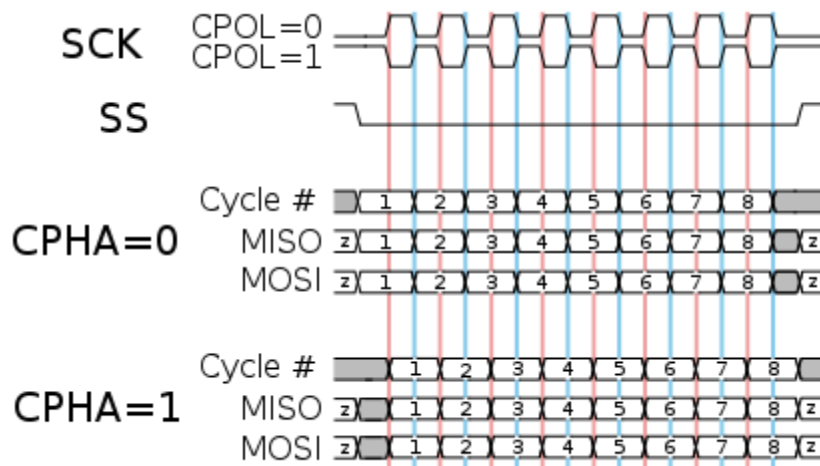 SCK CPOL=0
CPOL=1
SS
Cycle # 1 2 3 4 5 6 7 8
CPHA=0 MISO z 1 2 3 4 5 6 7 8 z
MOSI z 1 2 3 4 5 6 7 8 z
Cycle # 1 2 3 4 5 6 7 8
CPHA=1 MISO z 1 2 3 4 5 6 7 8 z
MOSI z 1 2 3 4 5 6 7 8 z